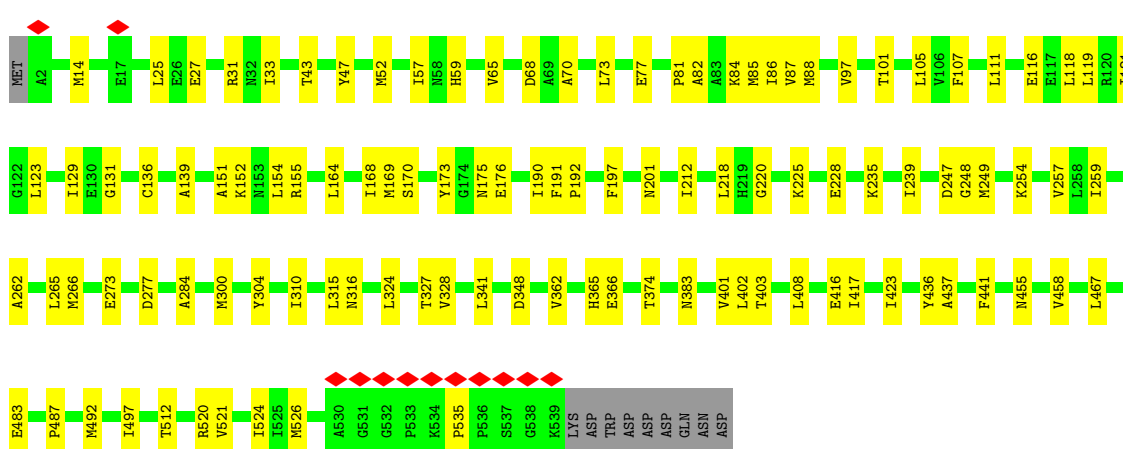 MET A2 M14 E17 L25 E26 E27 R31 N32 I33 T43 Y47 M52 I57 N58 H59 V65 D68 A69 A70 L73 E77 P81 A82 A83 K84 M85 I86 V87 M88 V97 T101 L105 V106 F107 L111 E116 E117 L118 L119 R120
G122 L123 I129 E130 G131 C136 A139 A151 K152 N153 L154 R155 L164 I168 M169 S170 Y173 G174 N175 E176 I190 F191 P192 F197 N201 I212 L218 H219 G220 K225 E228 K235 I239 D247 G248 M249 K254 V257 L258 I259
A262 L265 M266 E273 D277 A284 M300 Y304 I310 L315 N316 L324 T327 V328 L341 D348 V362 H365 E366 T374 N383 V401 L402 T403 L408 E416 I417 I423 Y436 A437 F441 N455 V458 L467
E483 P487 M492 I497 T512 R520 V521 I524 I525 M526 A530 G531 G532 P533 K534 P535 P536 S537 G538 K539 LYS ASP TRP ASP ASP ASP GLN ASN ASP